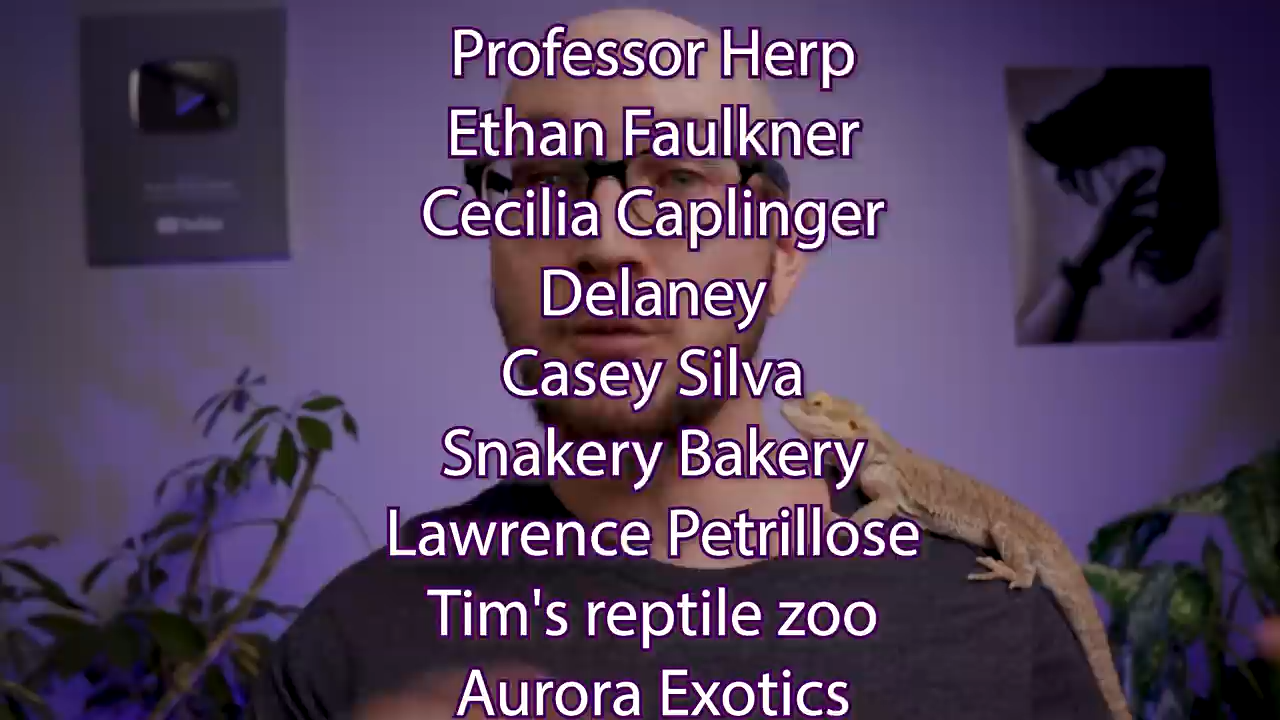 Professor Herp
Ethan Faulkner
Cecilia Caplinger
Delaney
Casey Silva
Snakery Bakery
Lawrence Petrillose
Tim's reptile zoo
Aurora Exotics